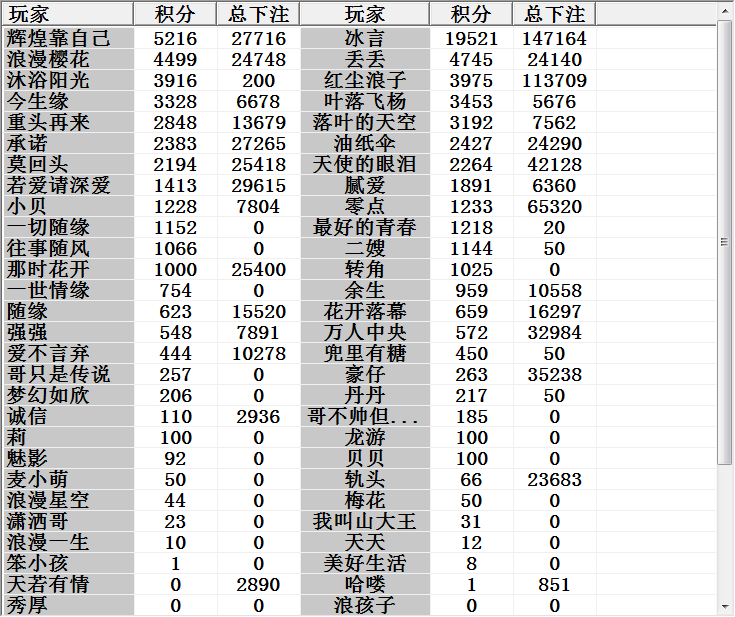 玩家 积分 总下注 玩家 积分 总下注
辉煌靠自己 5216 27716 冰言 19521 147164
浪漫樱花 4499 24748 丢丢 4745 24140
沐浴阳光 3916 200 红尘浪子 3975 113709
今生缘 3328 6678 叶落飞杨 3453 5676
重头再来 2848 13679 落叶的天空 3192 7562
承诺 2383 27265 油纸伞 2427 24290
莫回头 2194 25418 天使的眼泪 2264 42128
若爱请深爱 1413 29615 腻爱 1891 6360
小贝 1228 7804 零点 1233 65320
一切随缘 1152 0 最好的青春 1218 20
往事随风 1066 0 二嫂 1144 50
那时花开 1000 25400 转角 1025 0
一世情缘 754 0 余生 959 10558
随缘 623 15520 花开落幕 659 16297
强强 548 7891 万人中央 572 32984
爱不言弃 444 10278 兜里有糖 450 50
哥只是传说 257 0 豪仔 263 35238
梦幻如欣 206 0 丹丹 217 50
诚信 110 2936 哥不帅但... 185 0
莉 100 0 龙游 100 0
魅影 92 0 贝贝 100 0
麦小萌 50 0 轨头 66 23683
浪漫星空 44 0 梅花 50 0
潇洒哥 23 0 我叫山大王 31 0
浪漫一生 10 0 天天 12 0
笨小孩 1 0 美好生活 8 0
天若有情 0 2890 哈喽 1 851
秀厚 0 0 浪孩子 0 0